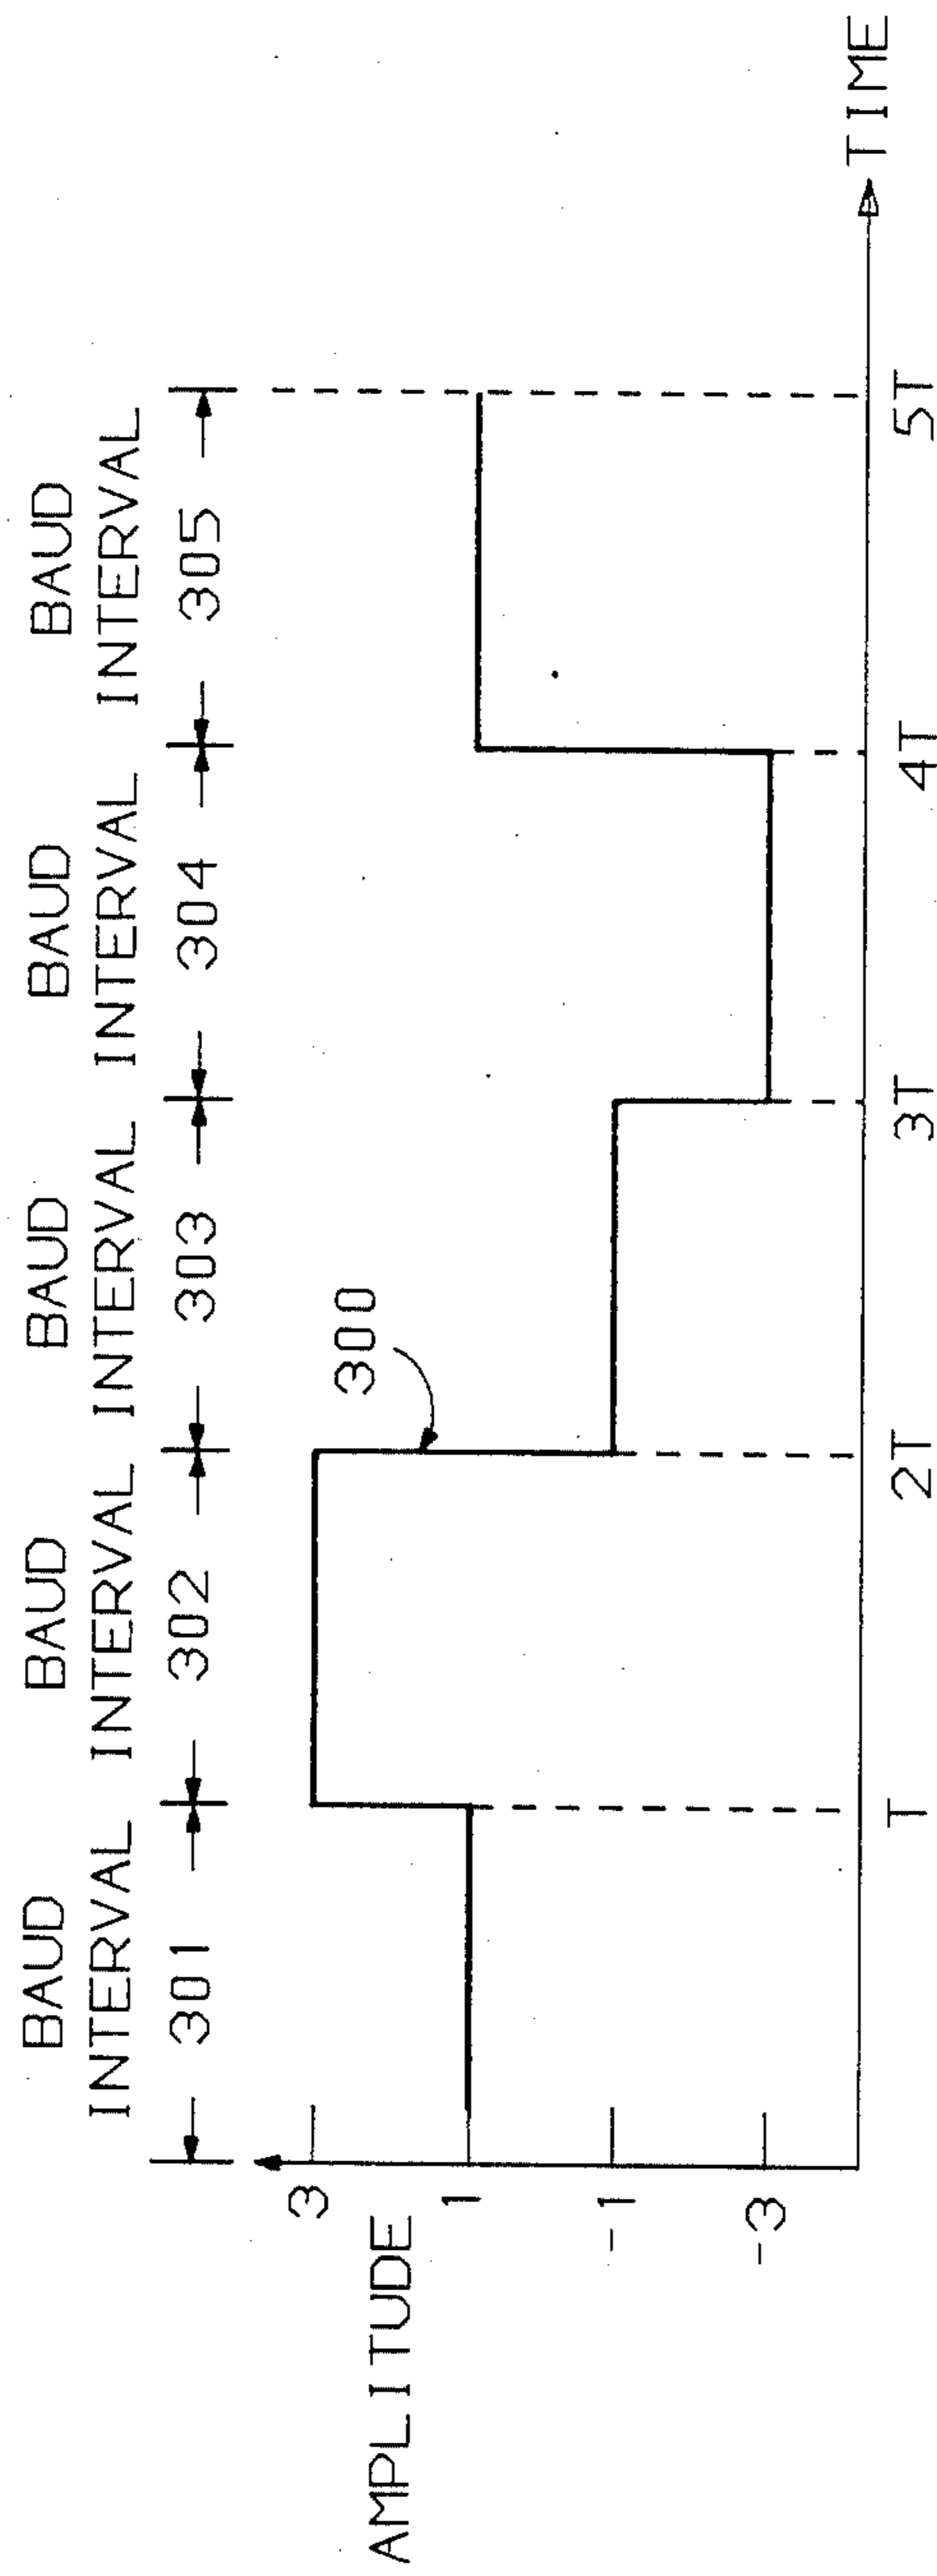 BAUD BAUD BAUD BAUD BAUD
INTERVAL INTERVAL INTERVAL INTERVAL INTERVAL
301 302 303 304 305
300
AMPLITUDE
3
1
-1
-3
T 2T 3T 4T 5T
TIME